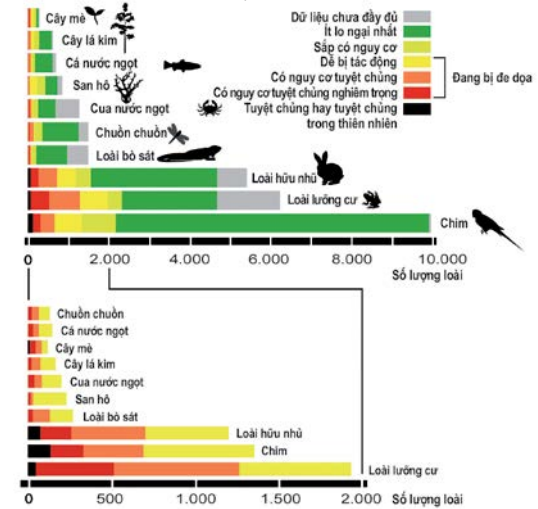 Dữ liệu chưa đầy đủ
Ít lo ngại nhất
Sắp có nguy cơ
Dễ bị tác động
Có nguy cơ tuyệt chủng
Có nguy cơ tuyệt chủng nghiêm trọng
Đang bị đe dọa
Tuyệt chủng hay tuyệt chủng
trong thiên nhiên
Cây mè
Cây lá kim
Cá nước ngọt
San hô
Cua nước ngọt
Chuồn chuồn
Loài bò sát
Loài hữu nhũ
Loài lưỡng cư
Chim
0 2.000 4.000 6.000 8.000 10.000
Số lượng loài
Chuồn chuồn
Cá nước ngọt
Cây mè
Cây lá kim
Cua nước ngọt
San hô
Loài bò sát
Loài hữu nhủ
Chim
Loài lưỡng cư
0 500 1.000 1.500 2.000 Số lượng loài